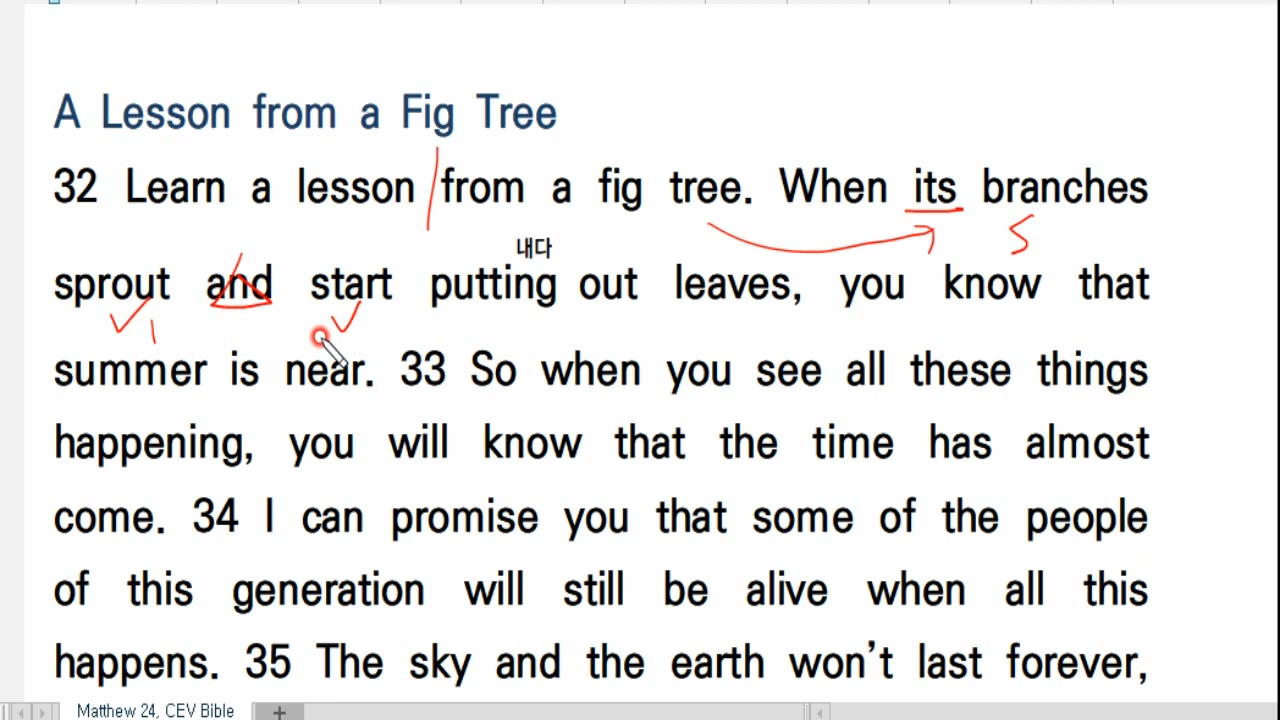 A Lesson from a Fig Tree
32 Learn a lesson from a fig tree. When its branches
S
내다
sprout and start putting out leaves, you know that
1
summer is near. 33 So when you see all these things
happening, you will know that the time has almost
come. 34 I can promise you that some of the people
of this generation will still be alive when all this
happens. 35 The sky and the earth won't last forever,
Matthew 24, CEV Bible